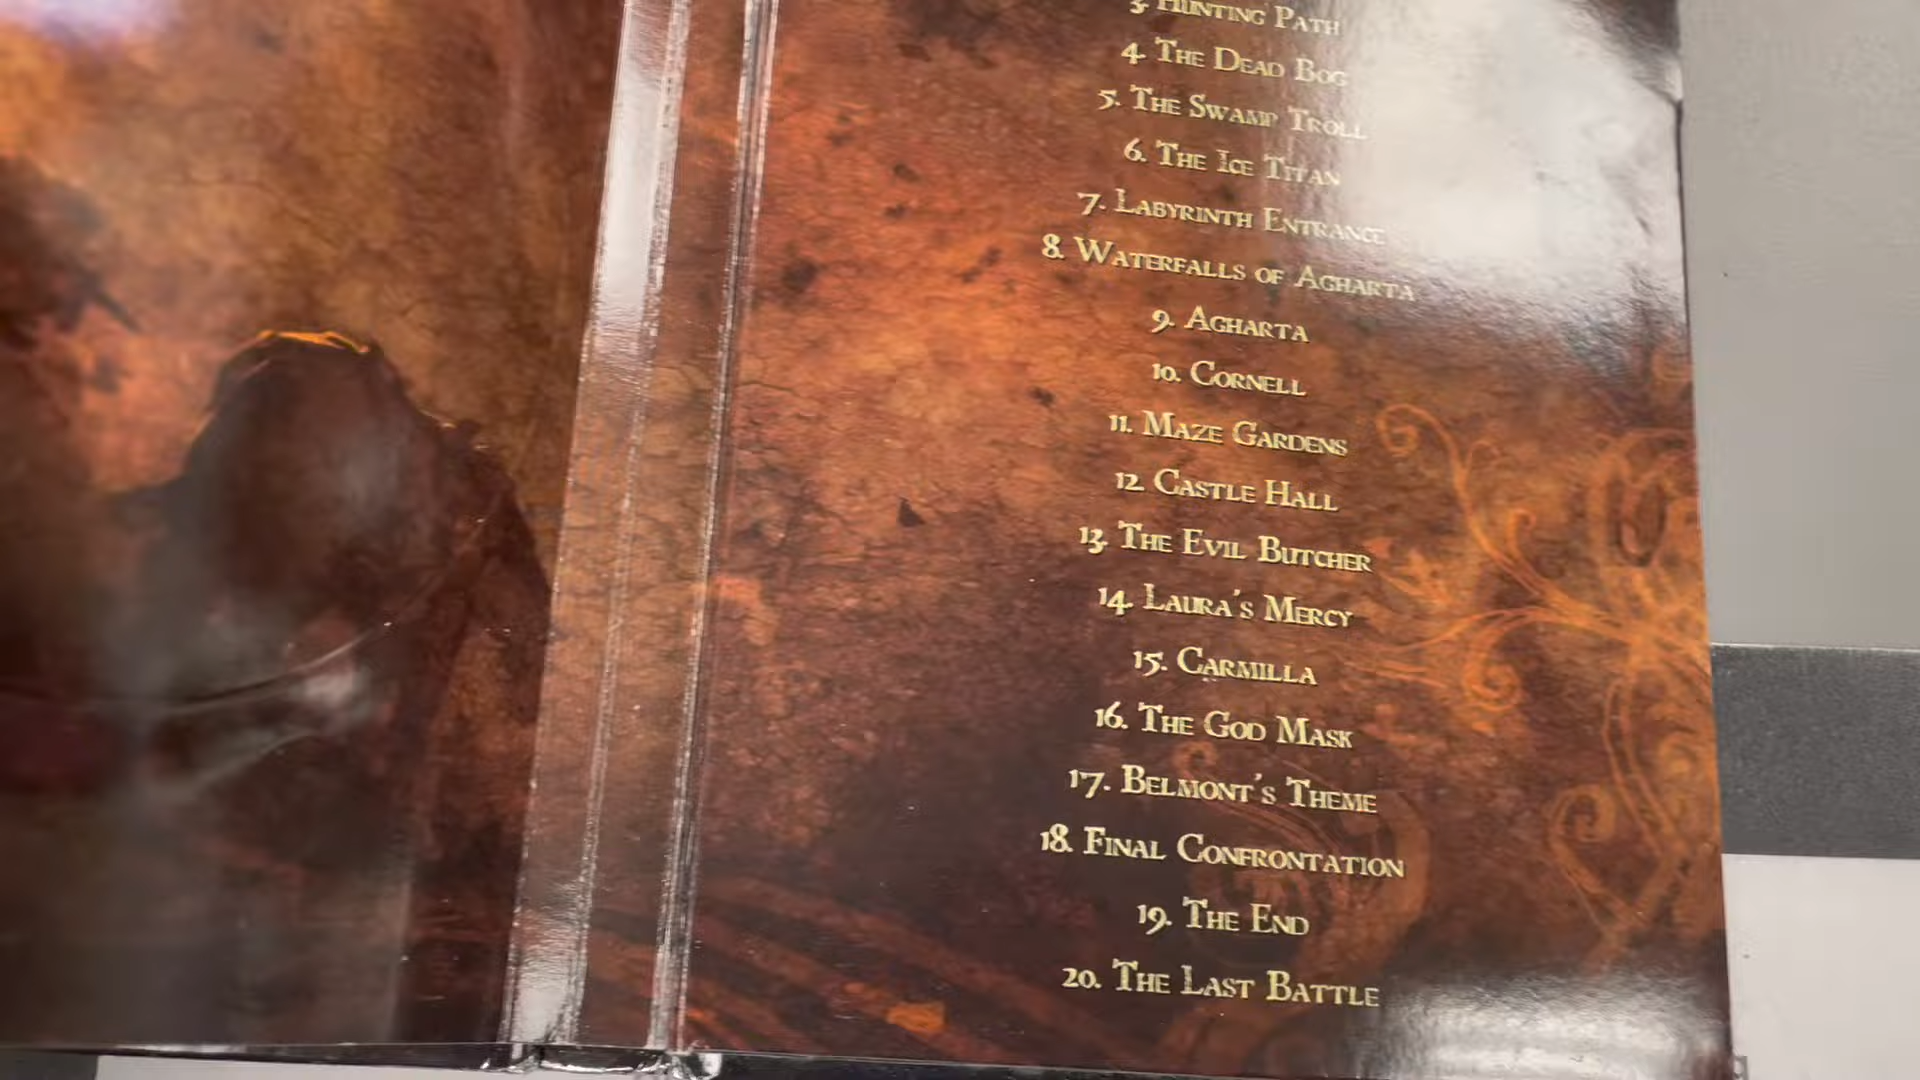 3. Hunting Path
4. The Dead Bog
5. The Swamp Troll
6. The Ice Titan
7. Labyrinth Entrance
8. Waterfalls of Agharta
9. Agharta
10. Cornell
11. Maze Gardens
12. Castle Hall
13. The Evil Butcher
14. Laura's Mercy
15. Carmilla
16. The God Mask
17. Belmont's Theme
18. Final Confrontation
19. The End
20. The Last Battle